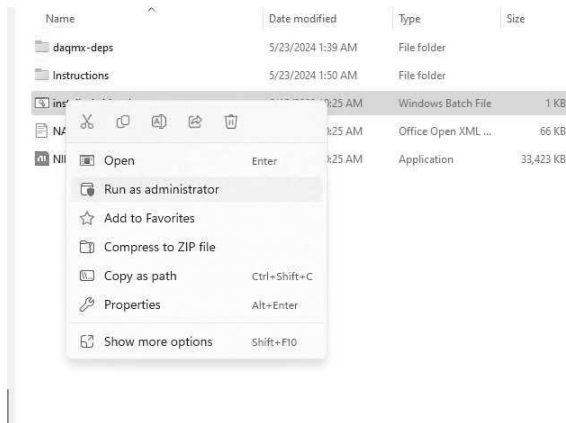 Name Date modified Type Size
daqmx-deps 5/23/2024 1:39 AM File folder
Instructions 5/23/2024 1:50 AM File folder
Windows Batch File 1 KB
Office Open XML ... 66 KB
Application 33,423 KB
Open Enter
Run as administrator
Add to Favorites
Compress to ZIP file
Copy as path Ctrl+Shift+C
Properties Alt+Enter
Show more options Shift+F10